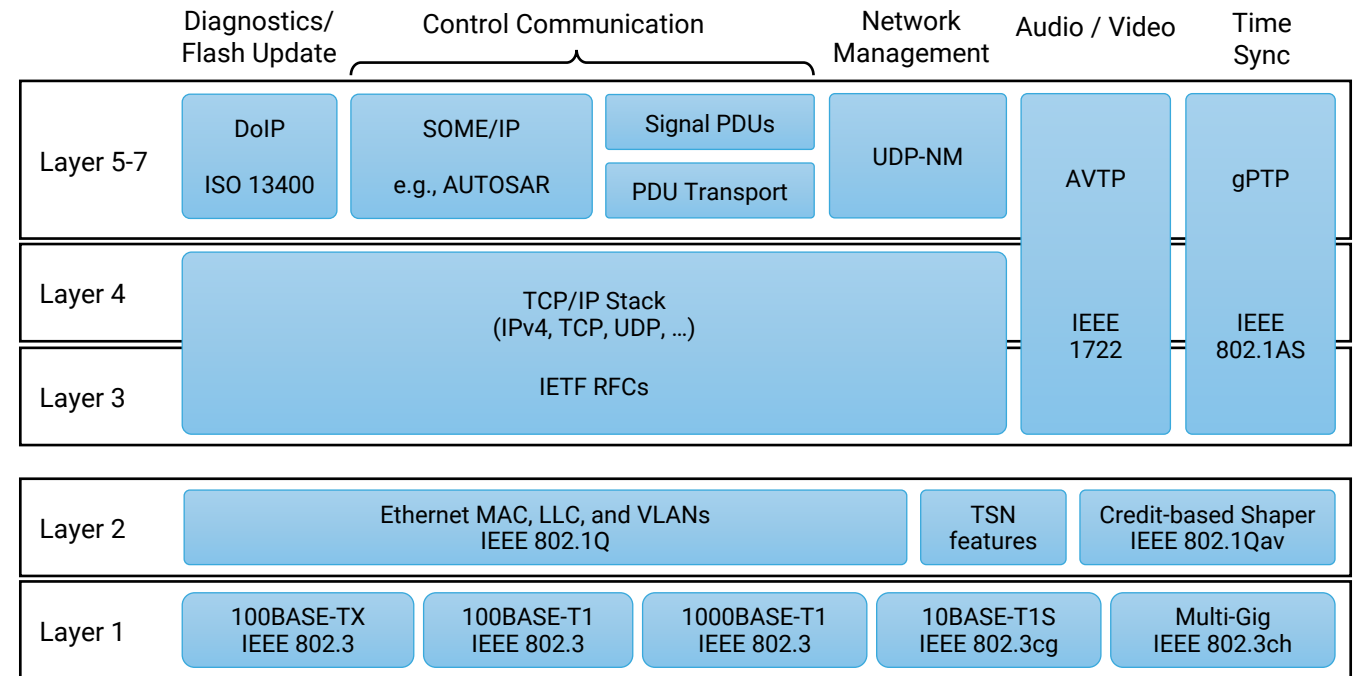 Diagnostics/
Flash Update
Control Communication
Network
Management
Audio / Video
Time
Sync
Layer 5-7
DoIP
ISO 13400
SOME/IP
e.g., AUTOSAR
Signal PDUs
PDU Transport
UDP-NM
AVTP
gPTP
Layer 4
TCP/IP Stack
(IPv4, TCP, UDP, ...)
IEEE
1722
IEEE
802.1AS
Layer 3
IETF RFCs
Layer 2
Ethernet MAC, LLC, and VLANs
IEEE 802.1Q
TSN
features
Credit-based Shaper
IEEE 802.1Qav
Layer 1
100BASE-TX
IEEE 802.3
100BASE-T1
IEEE 802.3
1000BASE-T1
IEEE 802.3
10BASE-T1S
IEEE 802.3cg
Multi-Gig
IEEE 802.3ch